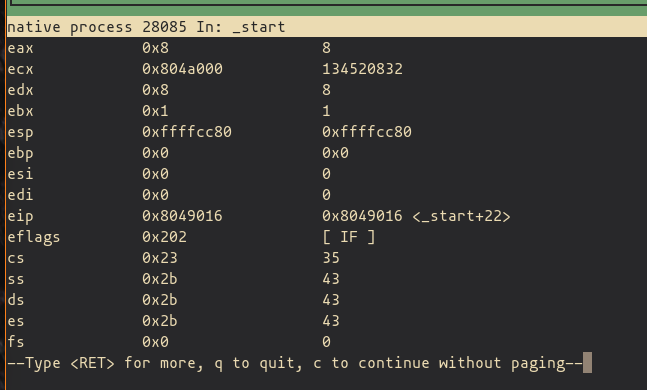 native process 28085 In: _start
eax 0x8 8
ecx 0x804a000 134520832
edx 0x8 8
ebx 0x1 1
esp 0xffffcc80 0xffffcc80
ebp 0x0 0x0
esi 0x0 0
edi 0x0 0
eip 0x8049016 0x8049016 <_start+22>
eflags 0x202 [ IF ]
cs 0x23 35
ss 0x2b 43
ds 0x2b 43
es 0x2b 43
fs 0x0 0
--Type <RET> for more, q to quit, c to continue without paging--